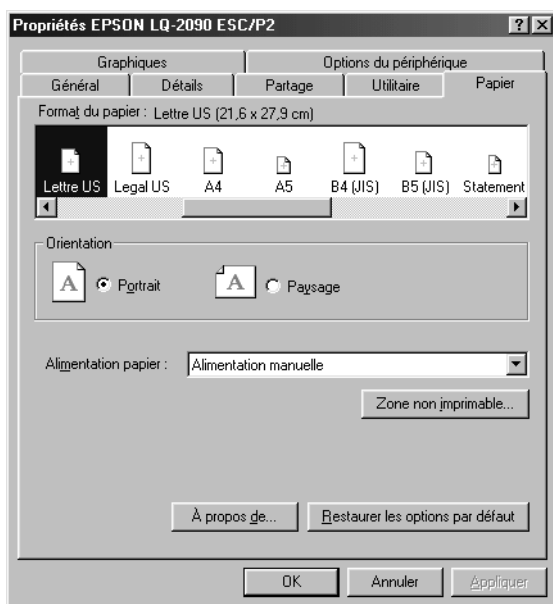 Propriétés EPSON LQ-2090 ESC/P2
Graphiques Options du périphérique
Général Détails Partage Utilitaire Papier
Format du papier : Lettre US (21,6 x 27,9 cm)
Lettre US Legal US A4 A5 B4 (JIS) B5 (JIS) Statement
Orientation
A Portrait A Paysage
Alimentation papier : Alimentation manuelle
Zone non imprimable...
À propos de... Restaurer les options par défaut
OK Annuler Appliquer